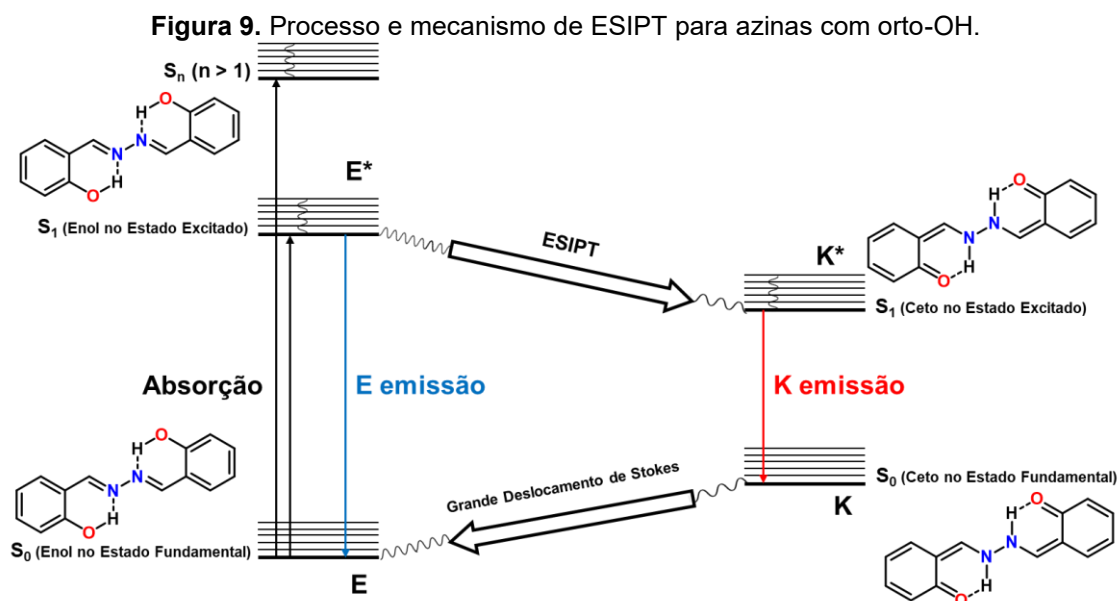 Figura 9. Processo e mecanismo de ESIPT para azinas com orto-OH.
Sₙ (n > 1)
H O
N N
H
O
E*
S₁ (Enol no Estado Excitado)
ESIPT
K*
H O
N N
H
O
S₁ (Ceto no Estado Excitado)
Absorção
E emissão
K emissão
H O
N N
H
O
S₀ (Enol no Estado Fundamental)
Grande Deslocamento de Stokes
S₀ (Ceto no Estado Fundamental)
E
K
H O
N N
H
O